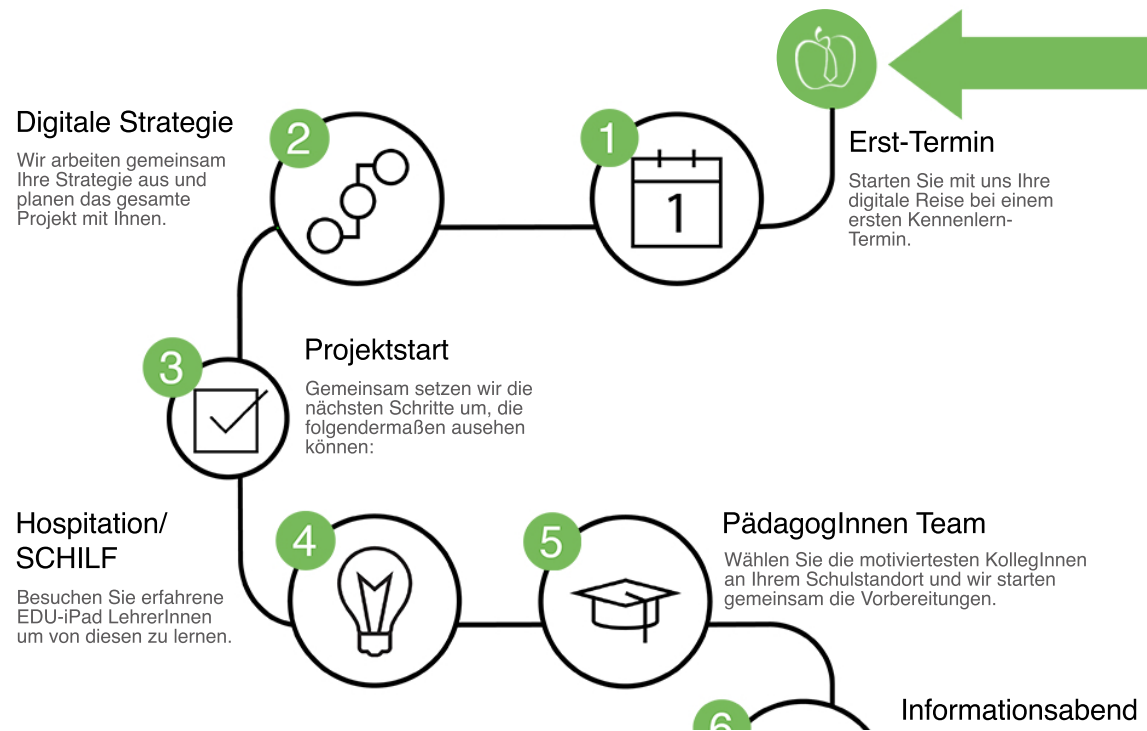 1
1
Erst-Termin
Starten Sie mit uns Ihre
digitale Reise bei einem
ersten Kennenlern-
Termin.
2
Digitale Strategie
Wir arbeiten gemeinsam
Ihre Strategie aus und
planen das gesamte
Projekt mit Ihnen.
3
Projektstart
Gemeinsam setzen wir die
nächsten Schritte um, die
folgendermaßen ausehen
können:
4
Hospitation/
SCHILF
Besuchen Sie erfahrene
EDU-iPad LehrerInnen
um von diesen zu lernen.
5
PädagogInnen Team
Wählen Sie die motiviertesten KollegInnen
an Ihrem Schulstandort und wir starten
gemeinsam die Vorbereitungen.
6
Informationsabend